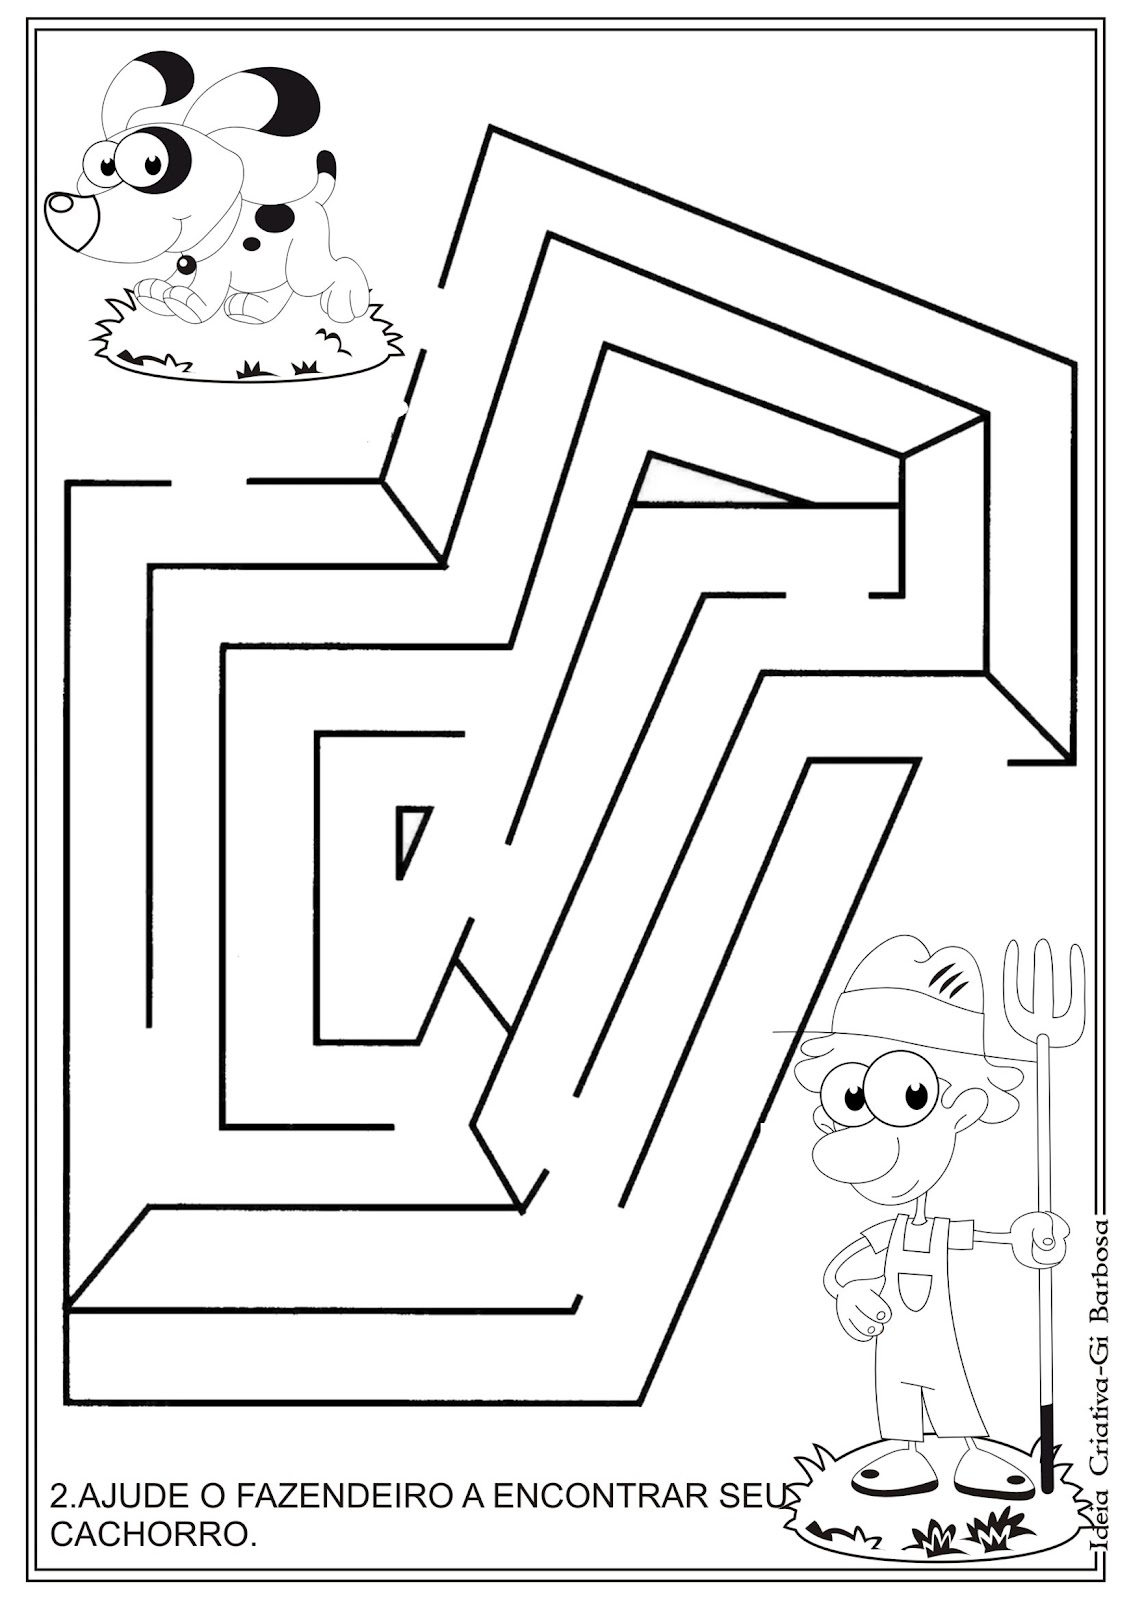 2.AJUDE O FAZENDEIRO A ENCONTRAR SEU
CACHORRO.
Ideia Criativa-Gi Barbosa